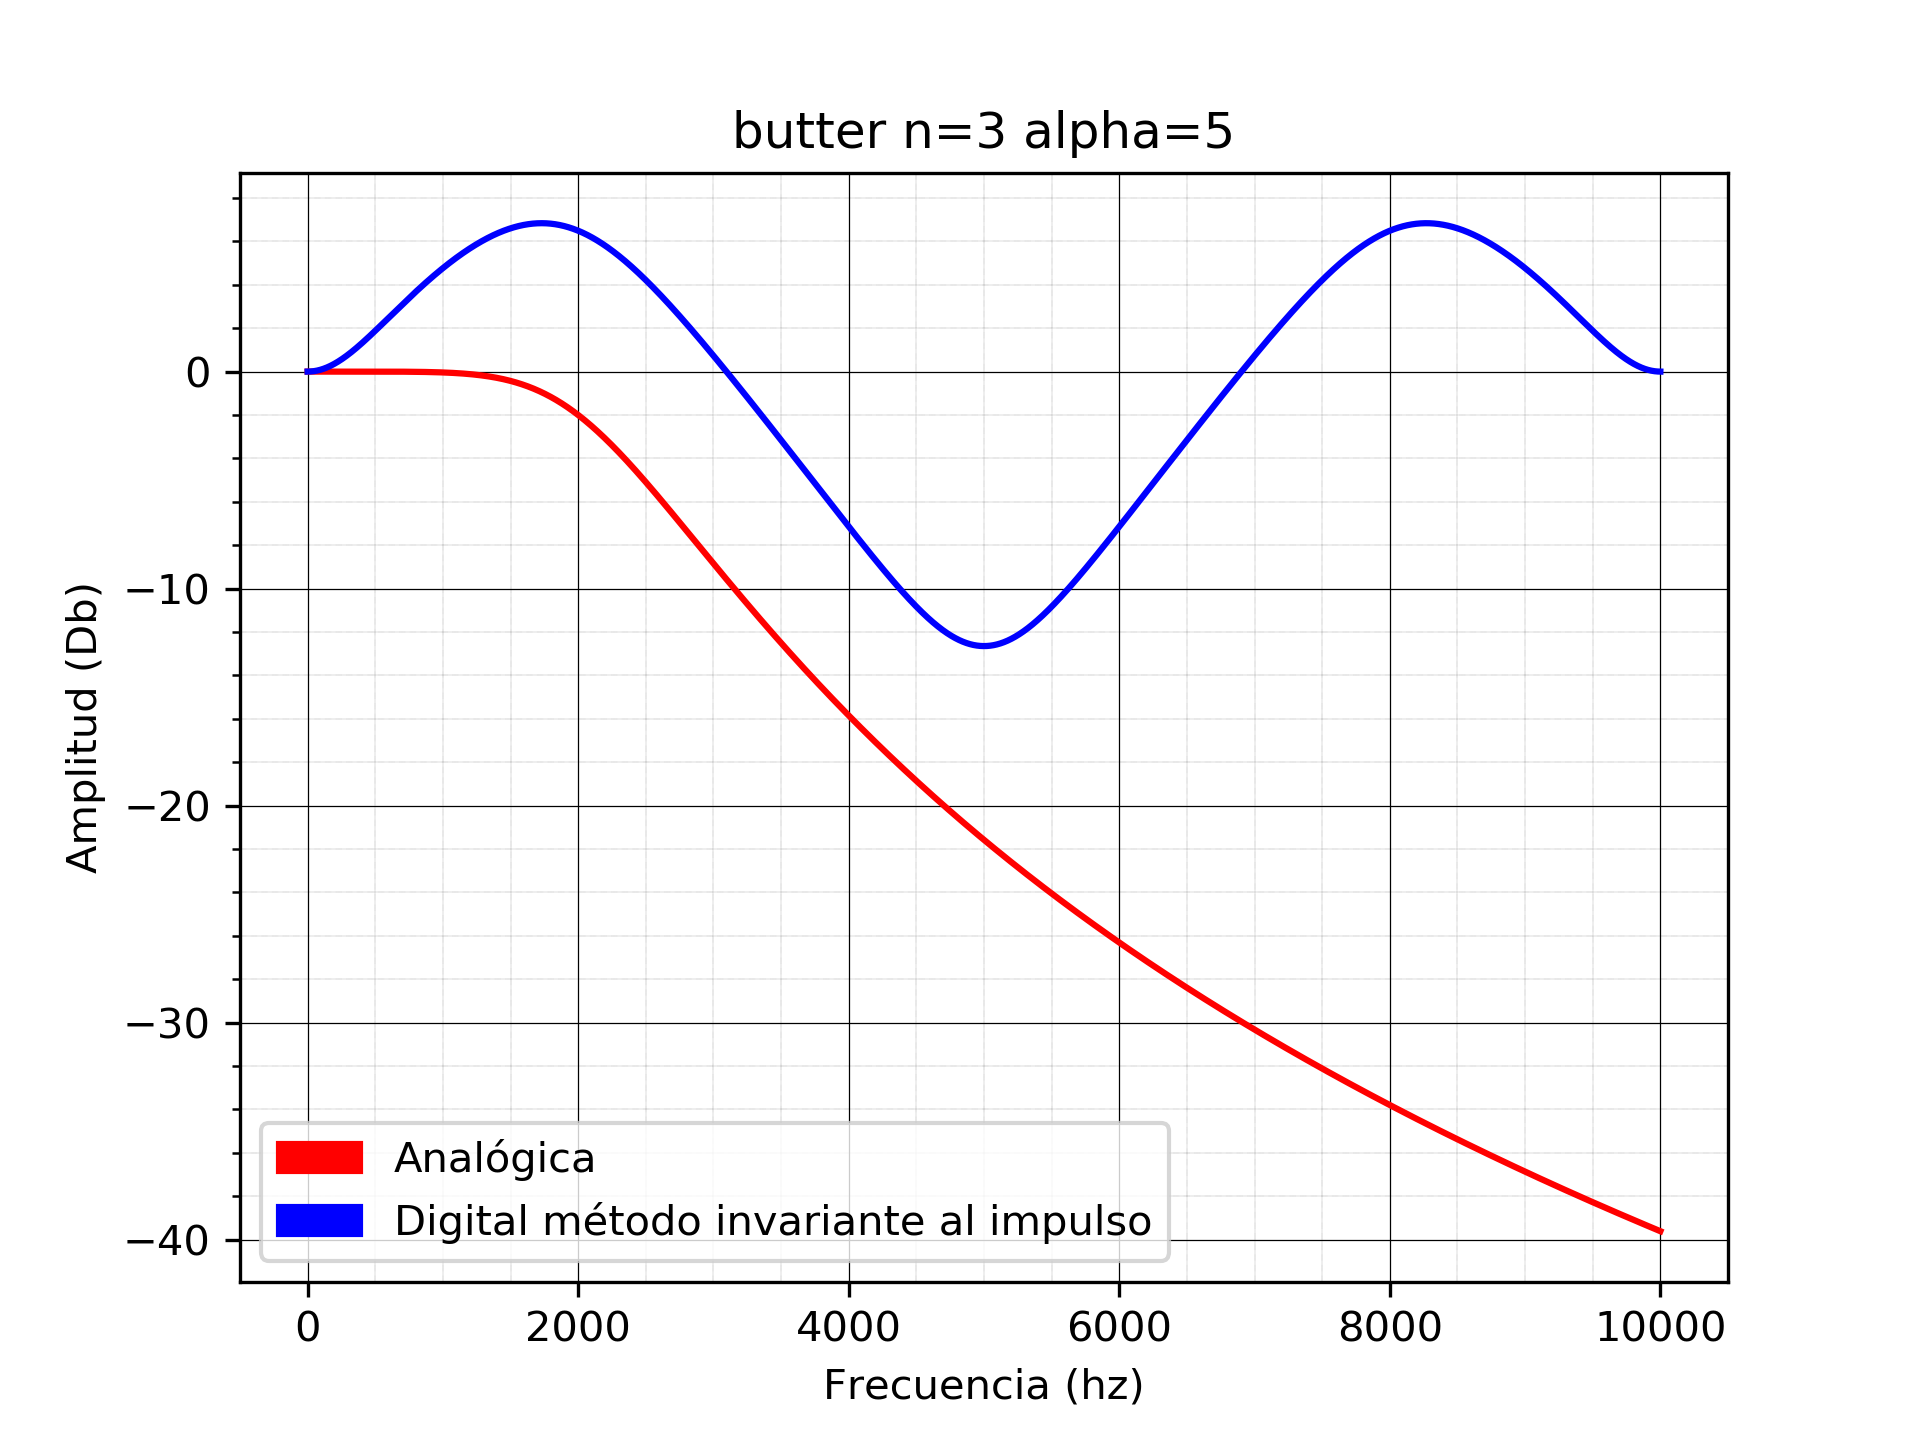 butter n=3 alpha=5
Amplitud (Db)
0
−10
−20
−30
−40
Analógica
Digital método invariante al impulso
0 2000 4000 6000 8000 10000
Frecuencia (hz)